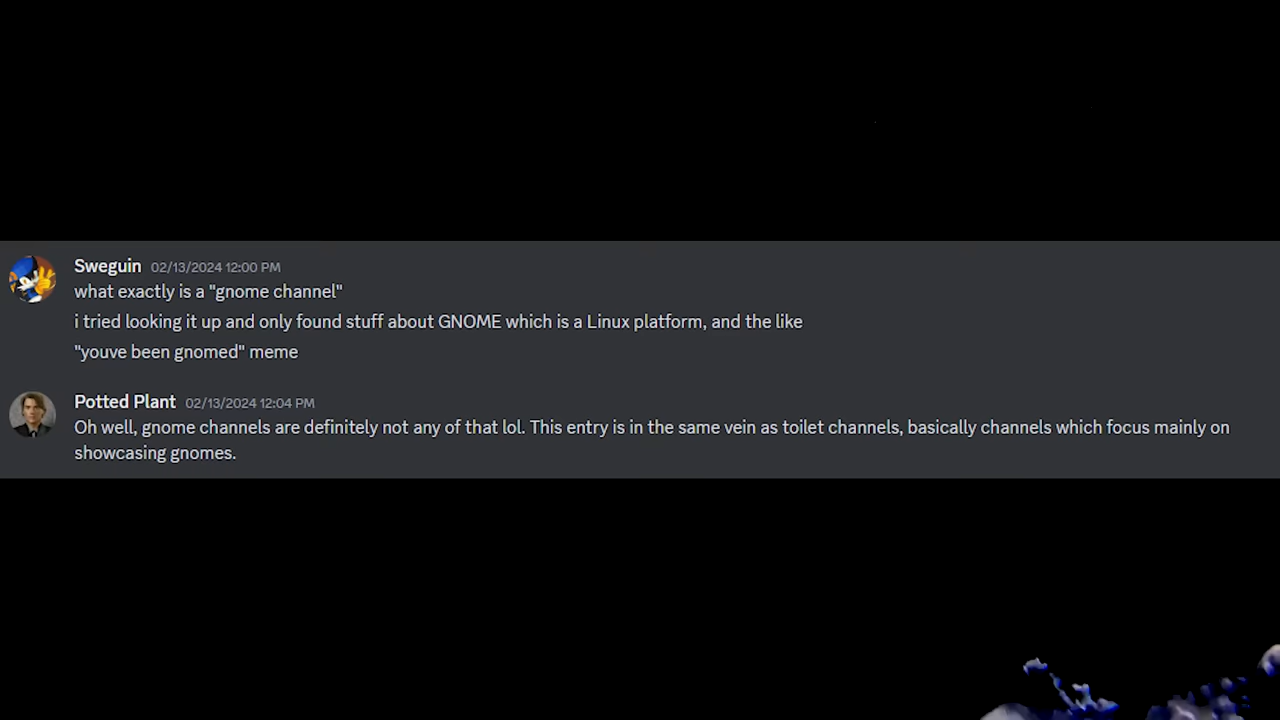 Sweguin 02/13/2024 12:00 PM
what exactly is a "gnome channel"
i tried looking it up and only found stuff about GNOME which is a Linux platform, and the like
"youve been gnomed" meme
Potted Plant 02/13/2024 12:04 PM
Oh well, gnome channels are definitely not any of that lol. This entry is in the same vein as toilet channels, basically channels which focus mainly on
showcasing gnomes.